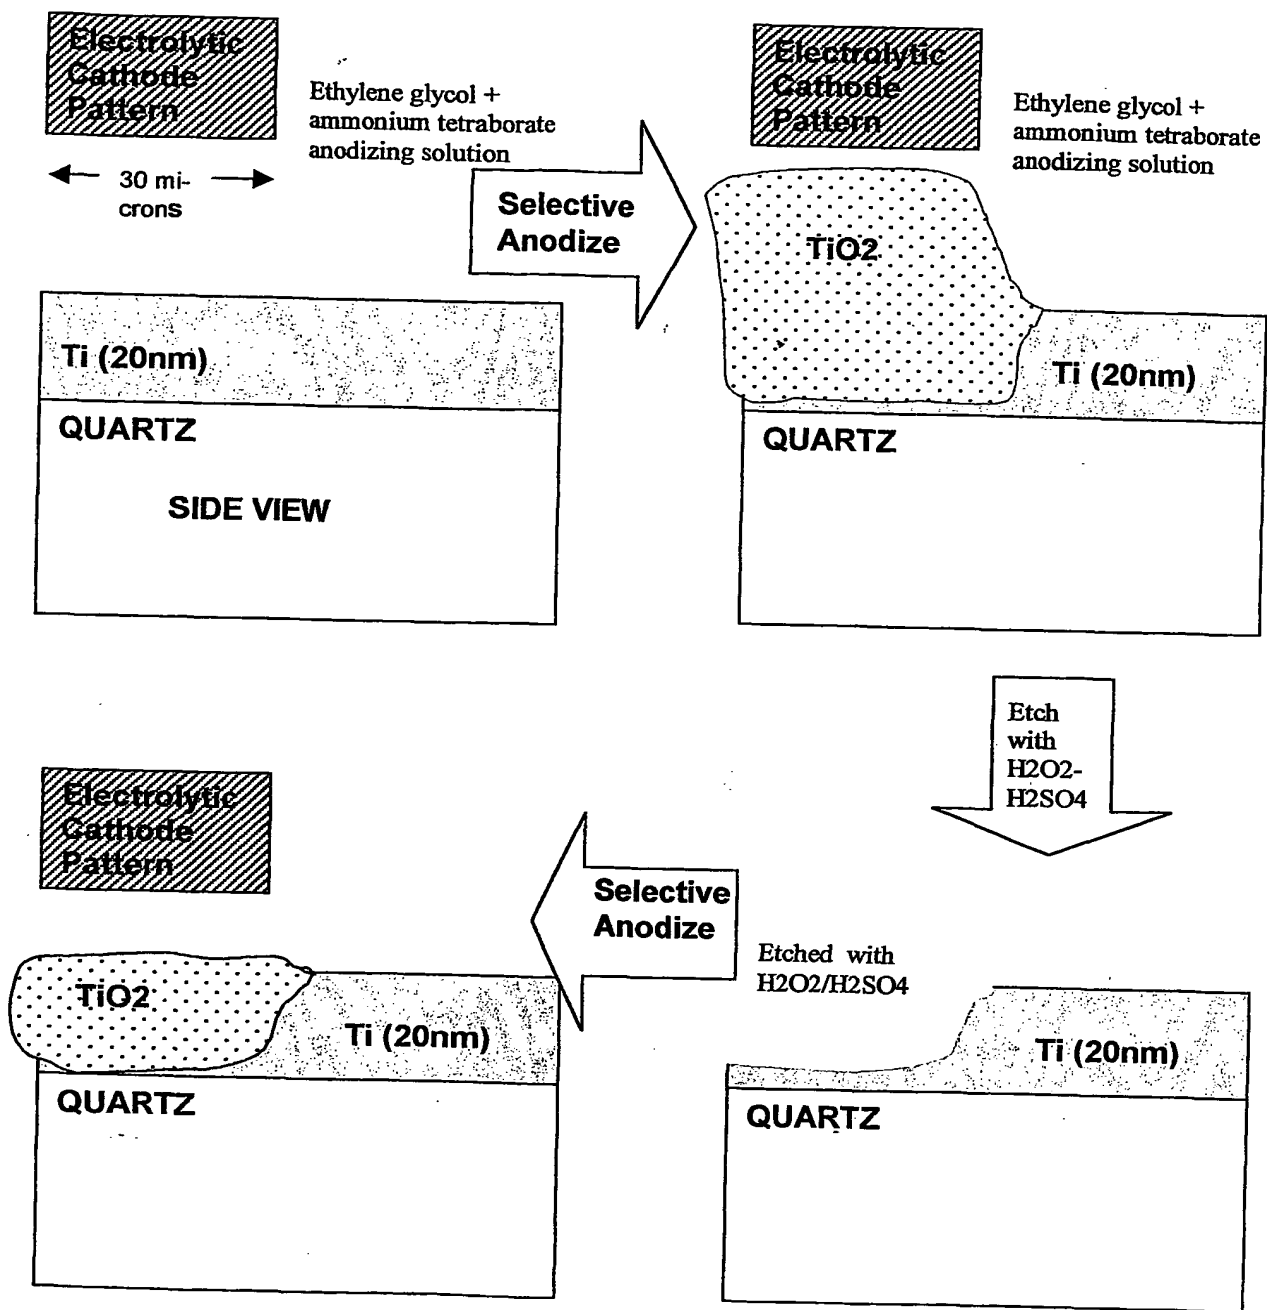 Electrolytic
Cathode
Pattern
Ethylene glycol +
ammonium tetraborate
anodizing solution
30 mi-
crons
Selective
Anodize
Ti (20nm)
QUARTZ
SIDE VIEW
Electrolytic
Cathode
Pattern
Ethylene glycol +
ammonium tetraborate
anodizing solution
TiO2
Ti (20nm)
QUARTZ
Etch
with
H2O2-
H2SO4
Electrolytic
Cathode
Pattern
Selective
Anodize
TiO2
Ti (20nm)
QUARTZ
Etched with
H2O2/H2SO4
Ti (20nm)
QUARTZ